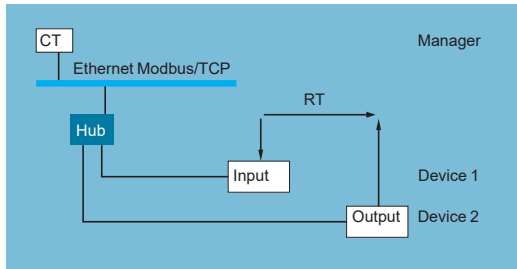 CT
Manager
Ethernet Modbus/TCP
RT
Hub
Input
Device 1
Output
Device 2